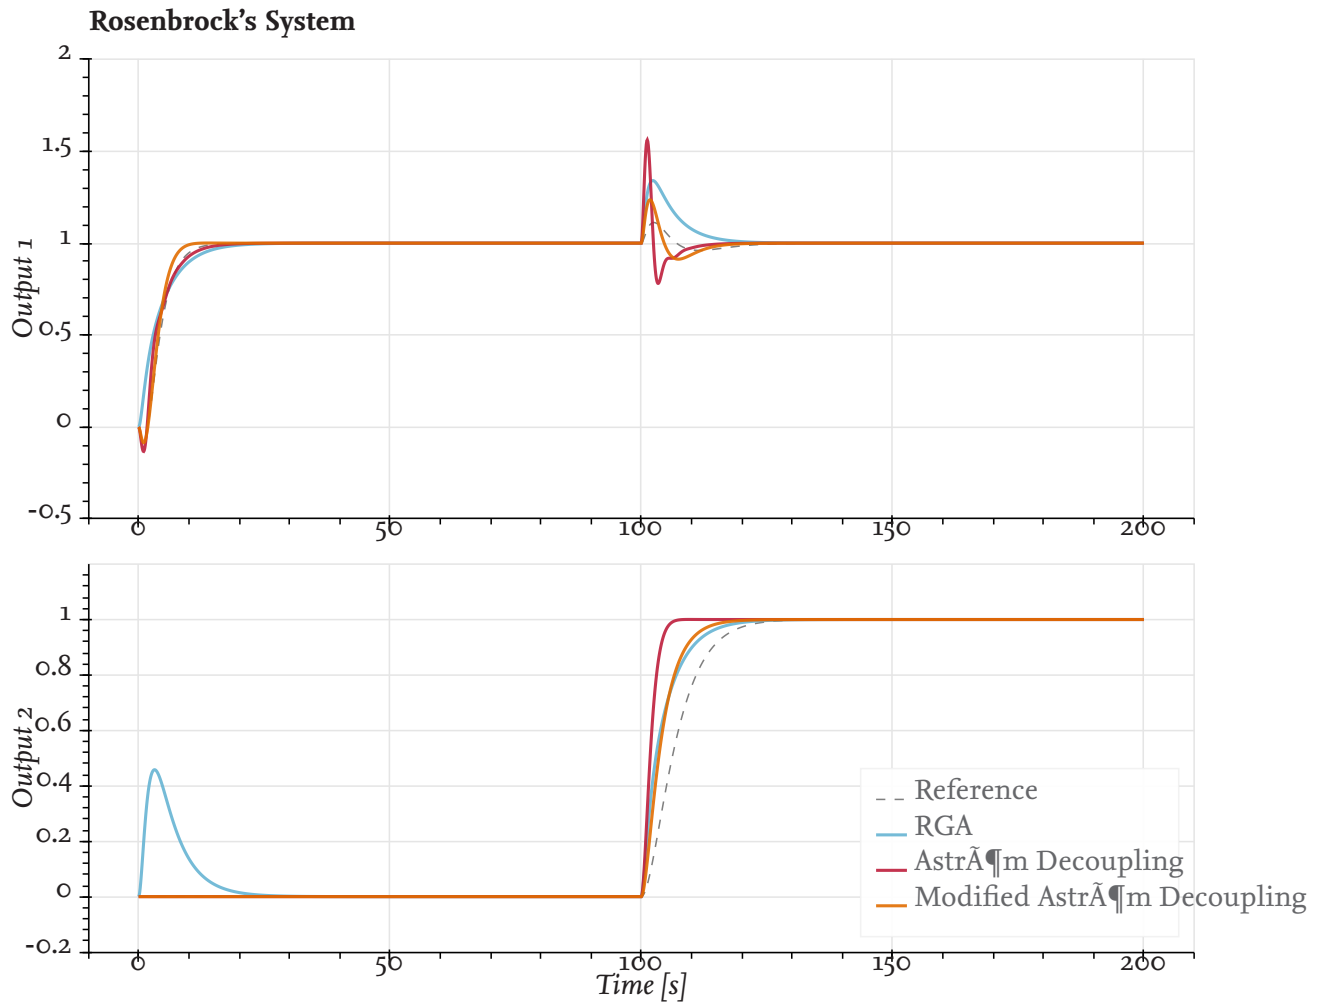 Rosenbrock's System
2
1.5
1
0.5
0
-0.5
Output 1
0 50 100 150 200
1
0.8
0.6
0.4
0.2
0
-0.2
Output 2
0 50 100 150 200
Time [s]
Reference
RGA
AstrÃ¶m Decoupling
Modified AstrÃ¶m Decoupling